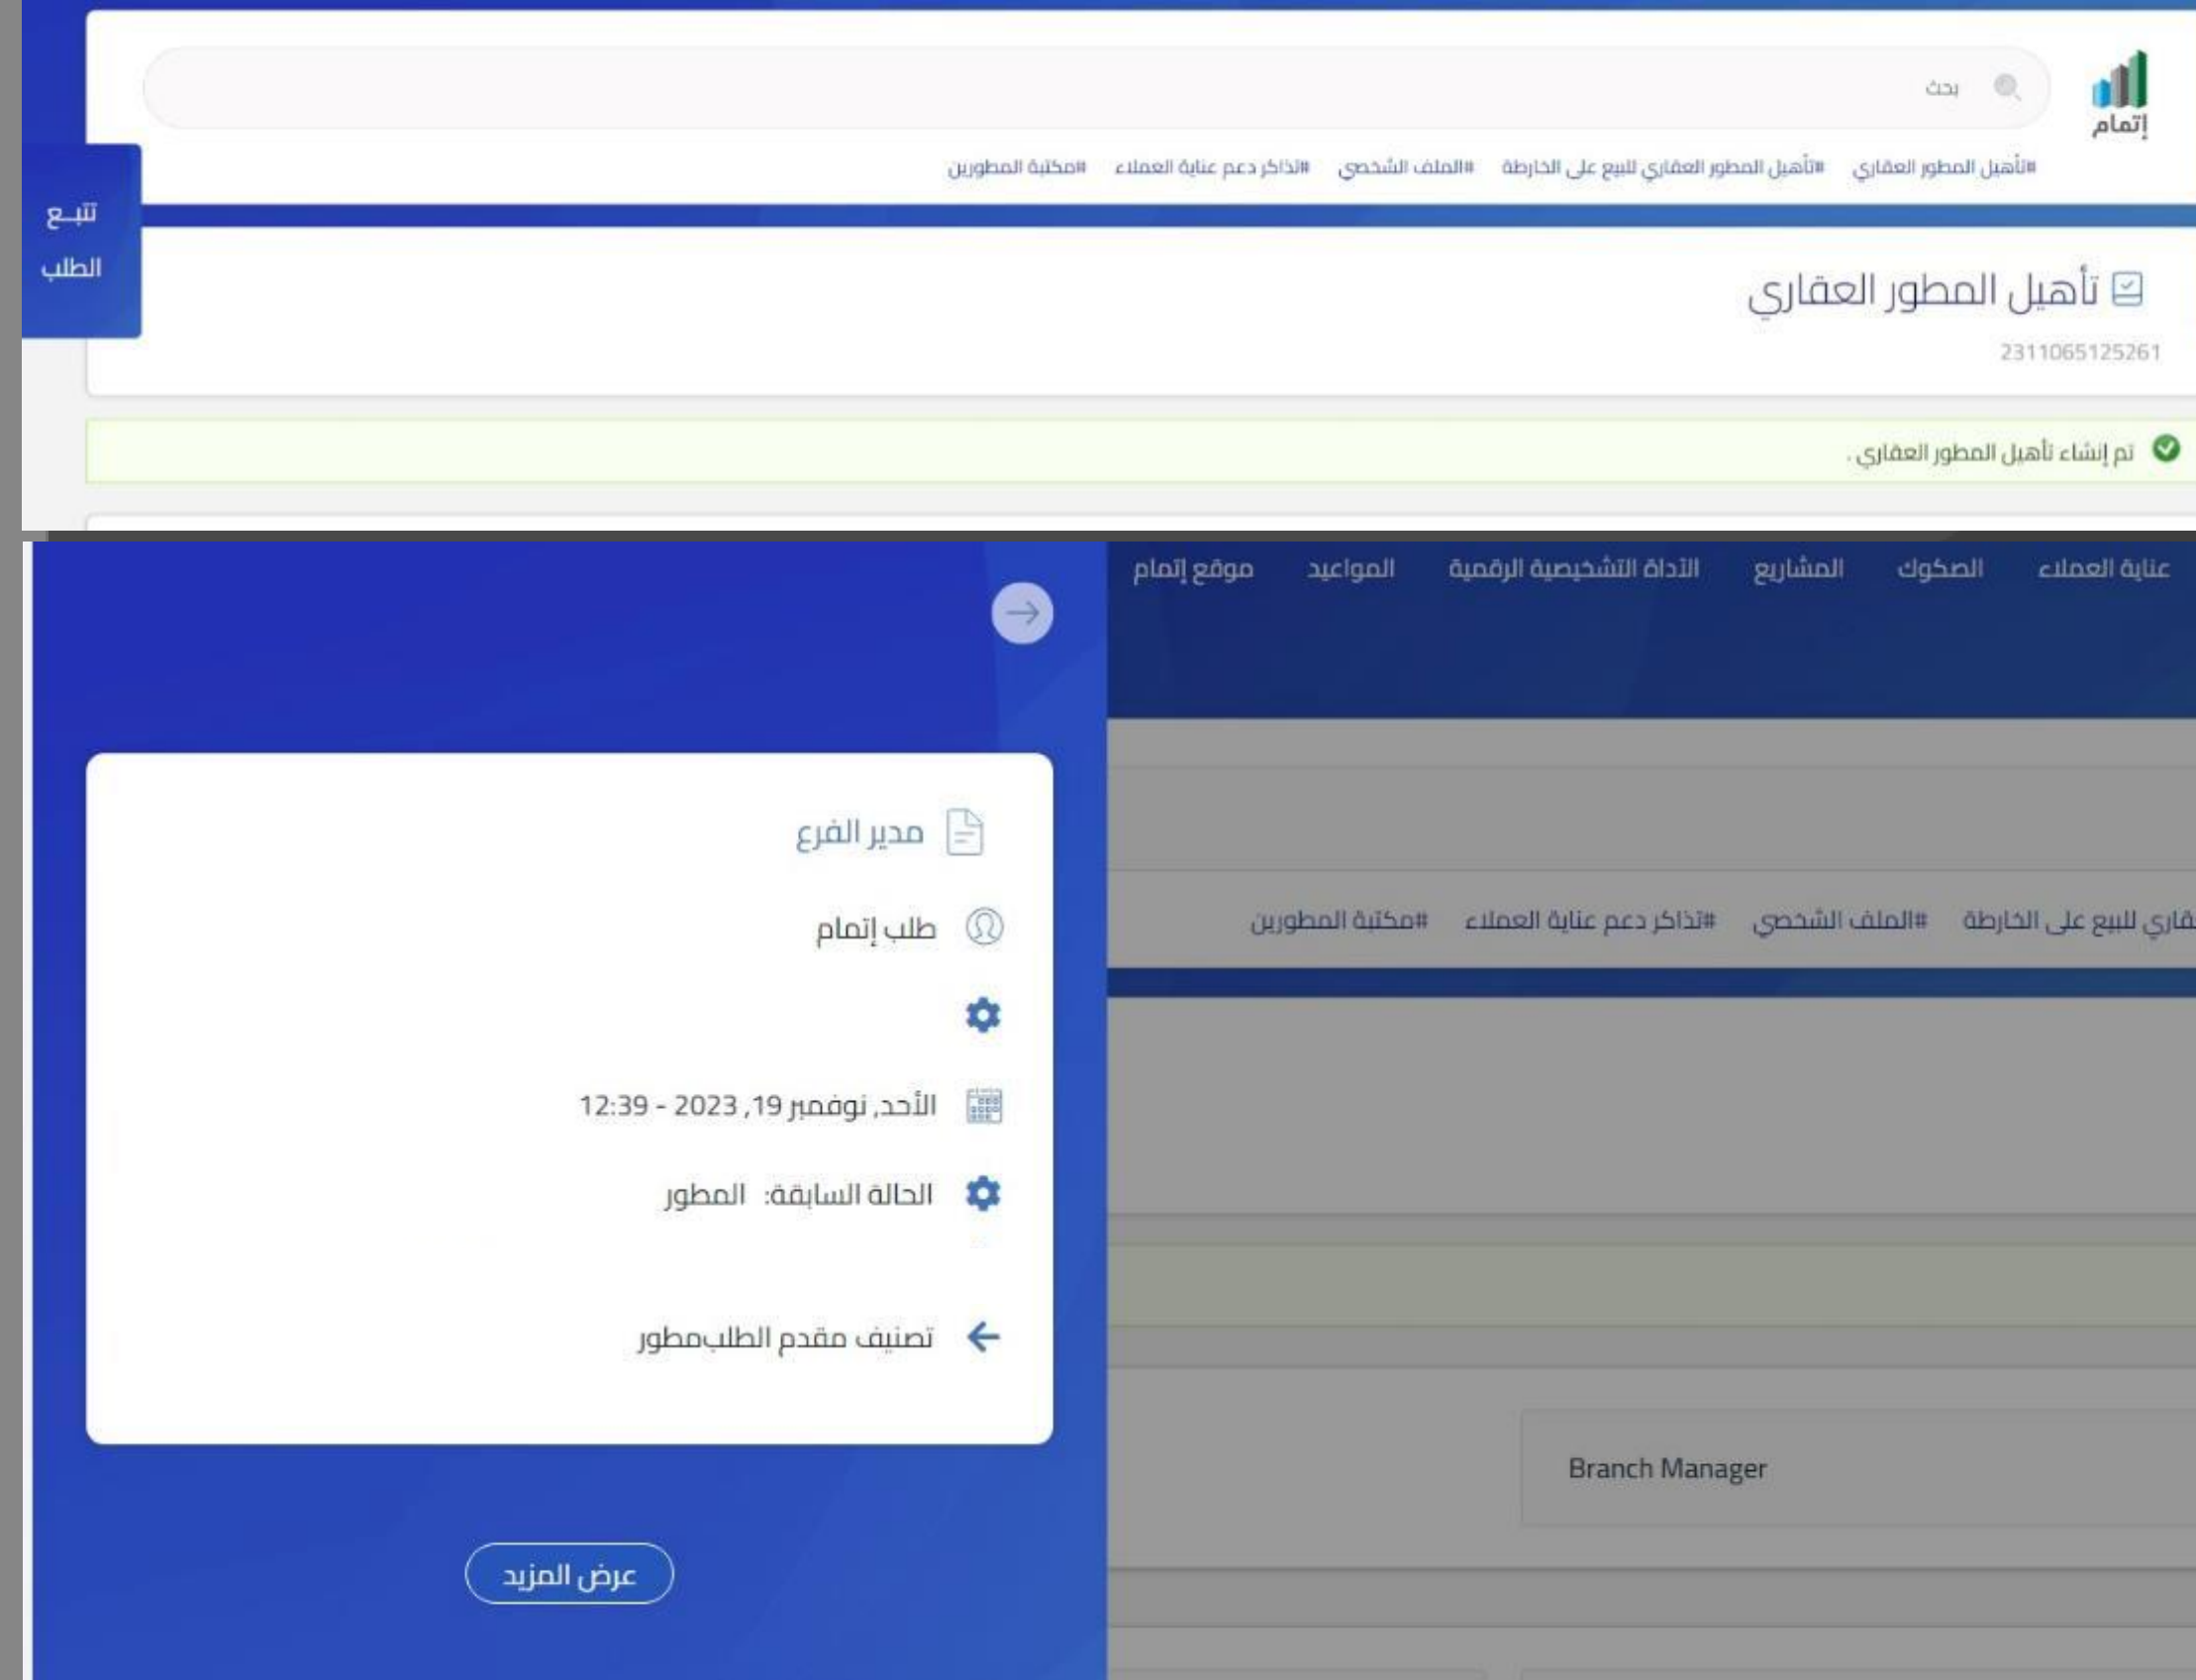 بحث
إتمام
#تأهيل المطور العقاري #تأهيل المطور العقاري للبيع على الخارطة #الملف الشخصي #تذاكر دعم عناية العملاء #مكتبة المطورين
تتبع
الطلب
تأهيل المطور العقاري
2311065125261
تم إنشاء تأهيل المطور العقاري .
عناية العملاء الصكوك المشاريع الأداة التشخيصية الرقمية المواعيد موقع إتمام
مدير الفرع
طلب إتمام
للبيع على الخارطة #الملف الشخصي #تذاكر دعم عناية العملاء #مكتبة المطورين
الأحد, نوفمبر 19, 2023 - 12:39
الحالة السابقة: المطور
تصنيف مقدم الطلبمطور
Branch Manager
عرض المزيد